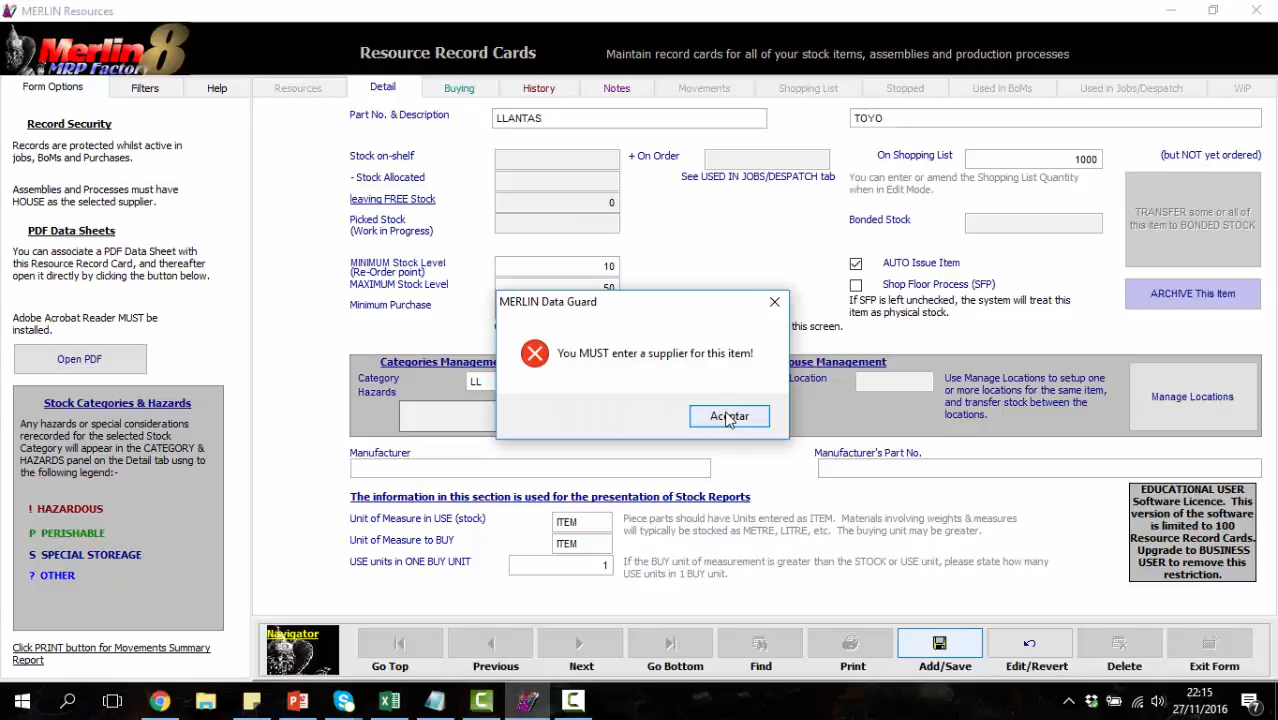 MERLIN Resources
Merlin 8
MRP Factory
Resource Record Cards
Maintain record cards for all of your stock items, assemblies and production processes
Form Options
Filters
Help
Resources
Detail
Buying
History
Notes
Movements
Shopping List
Stopped
Used in BoMs
Used in Jobs/Despatch
WiP
Record Security
Records are protected whilst active in
jobs, BoMs and Purchases.
Assemblies and Processes must have
HOUSE as the selected supplier.
PDF Data Sheets
You can associate a PDF Data Sheet with
this Resource Record Card, and thereafter
open it directly by clicking the button below.
Adobe Acrobat Reader MUST be
installed.
Open PDF
Stock Categories & Hazards
Any hazards or special considerations
rerecorded for the selected Stock
Category will appear in the CATEGORY &
HAZARDS panel on the Detail tab usng to
the following legend:-
! HAZARDOUS
P PERISHABLE
S SPECIAL STOREAGE
? OTHER
Click PRINT button for Movements Summary
Report
Part No. & Description
LLANTAS
TOYO
Stock on-shelf
+ On Order
On Shopping List
1000
(but NOT yet ordered)
- Stock Allocated
See USED IN JOBS/DESPATCH tab
You can enter or amend the Shopping List Quantity
when in Edit Mode.
leaving FREE Stock
0
Picked Stock
(Work in Progress)
Bonded Stock
TRANSFER some or all of
this item to BONDED STOCK
MINIMUM Stock Level
(Re-Order point)
10
AUTO Issue Item
MAXIMUM Stock Level
50
Shop Floor Process (SFP)
If SFP is left unchecked, the system will treat this
item as physical stock.
ARCHIVE This Item
Minimum Purchase
this screen.
MERLIN Data Guard
You MUST enter a supplier for this item!
Aceptar
Categories Manageme
ouse Management
Category
LL
Hazards
Location
Use Manage Locations to setup one
or more locations for the same item,
and transfer stock between the
locations.
Manage Locations
Manufacturer
Manufacturer's Part No.
The information in this section is used for the presentation of Stock Reports
Unit of Measure in USE (stock)
ITEM
Piece parts should have Units entered as ITEM. Materials involving weights & measures
will typically be stocked as METRE, LITRE, etc. The buying unit may be greater.
Unit of Measure to BUY
ITEM
USE units in ONE BUY UNIT
1
If the BUY unit of measurement is greater than the STOCK or USE unit, please state how many
USE units in 1 BUY unit.
EDUCATIONAL USER
Software Licence. This
version of the software
is limited to 100
Resource Record Cards.
Upgrade to BUSINESS
USER to remove this
restriction.
Navigator
Go Top
Previous
Next
Go Bottom
Find
Print
Add/Save
Edit/Revert
Delete
Exit Form
22:15
27/11/2016
7